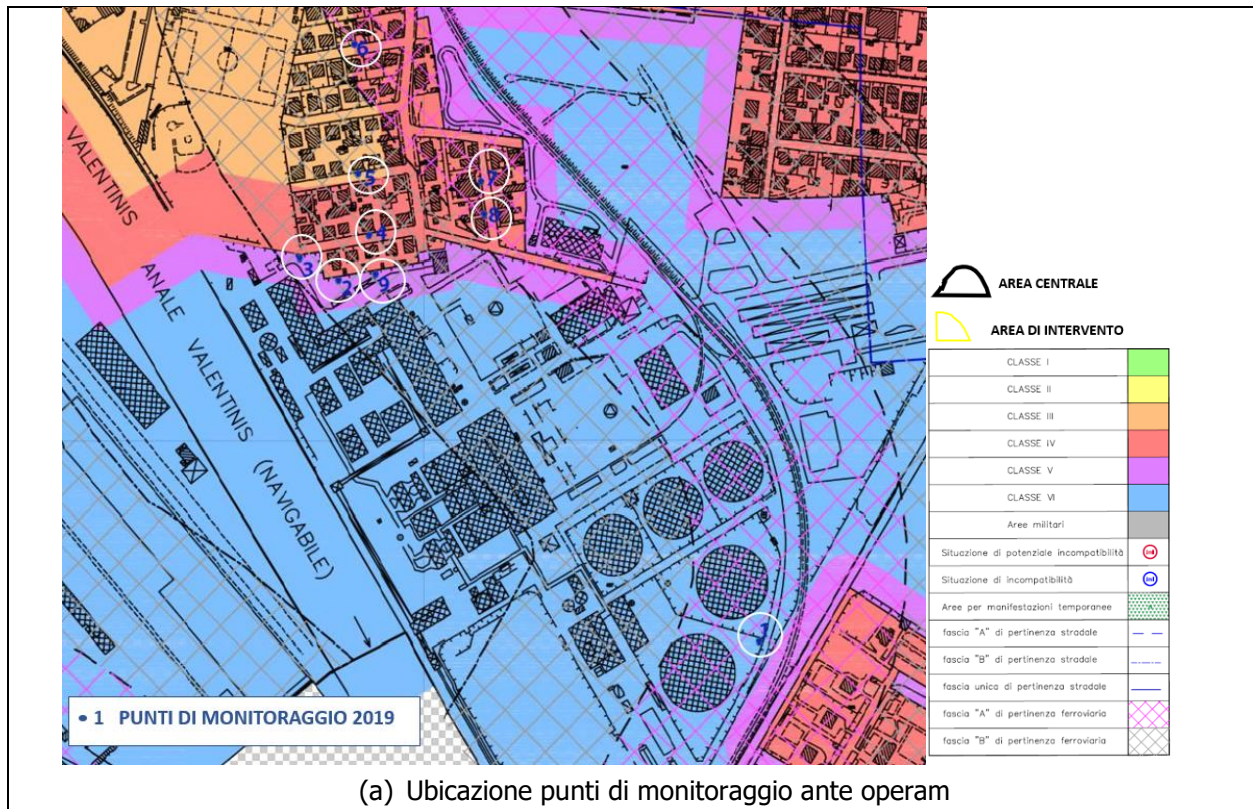 6
5
7
8
4
3
2
9
1
E VALENTINIS
ANALE
VALENTINIS
(NAVIGABILE)
• 1 PUNTI DI MONITORAGGIO 2019
AREA CENTRALE
AREA DI INTERVENTO
CLASSE I
CLASSE II
CLASSE III
CLASSE IV
CLASSE V
CLASSE VI
Aree militari
Situazione di potenziale incompatibilità
Situazione di incompatibilità
Aree per manifestazioni temporanee
fascia "A" di pertinenza stradale
fascia "B" di pertinenza stradale
fascia unica di pertinenza stradale
fascia "A" di pertinenza ferroviaria
fascia "B" di pertinenza ferroviaria
(a) Ubicazione punti di monitoraggio ante operam